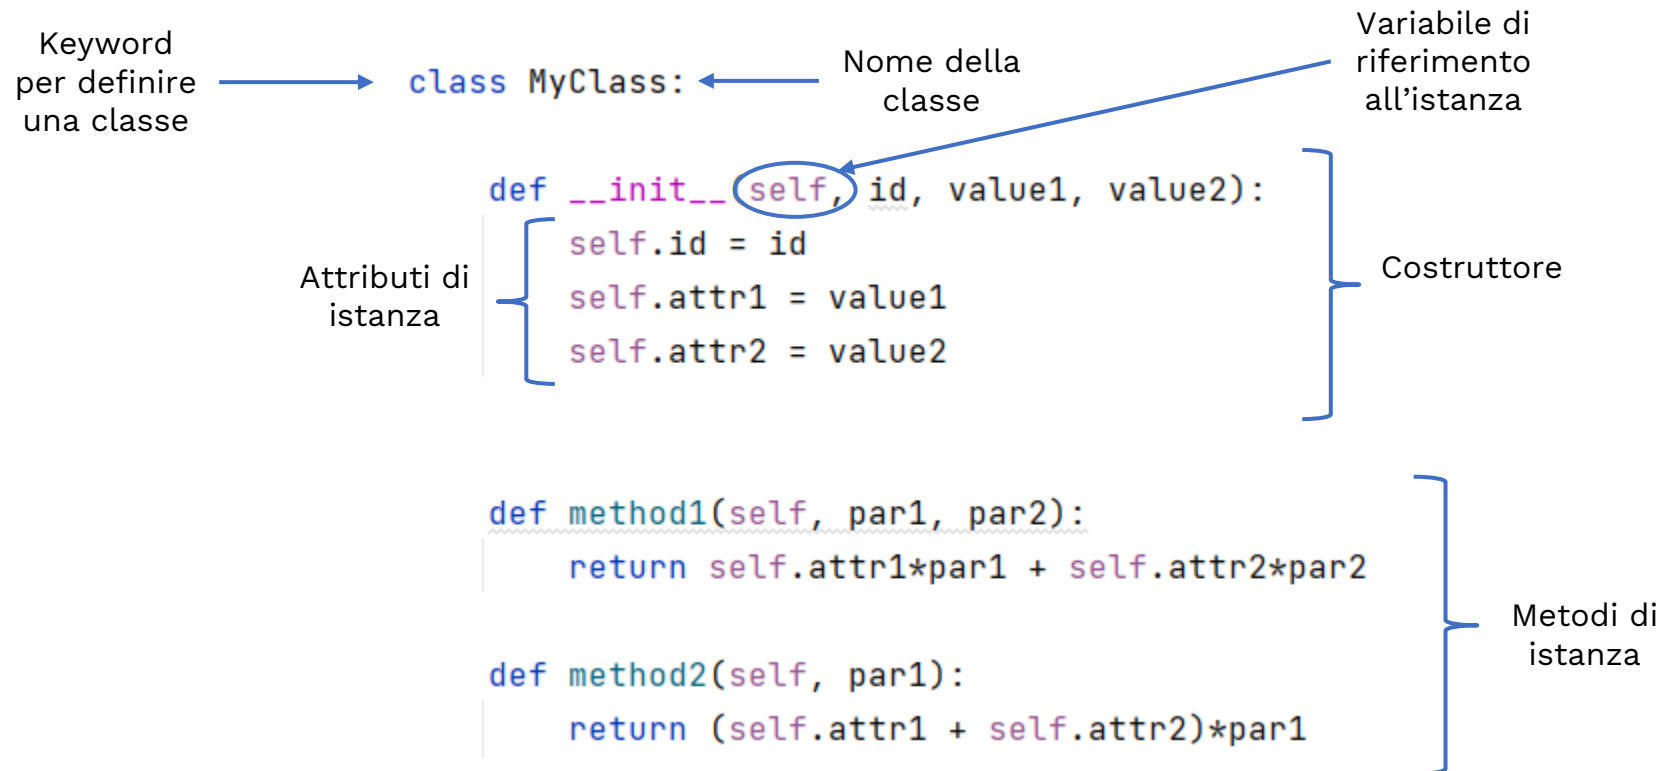 Keyword
per definire
una classe
class MyClass:
Nome della
classe
Variabile di
riferimento
all’istanza
def __init__(self, id, value1, value2):
self.id = id
self.attr1 = value1
self.attr2 = value2
Attributi di
istanza
Costruttore
def method1(self, par1, par2):
return self.attr1*par1 + self.attr2*par2
def method2(self, par1):
return (self.attr1 + self.attr2)*par1
Metodi di
istanza